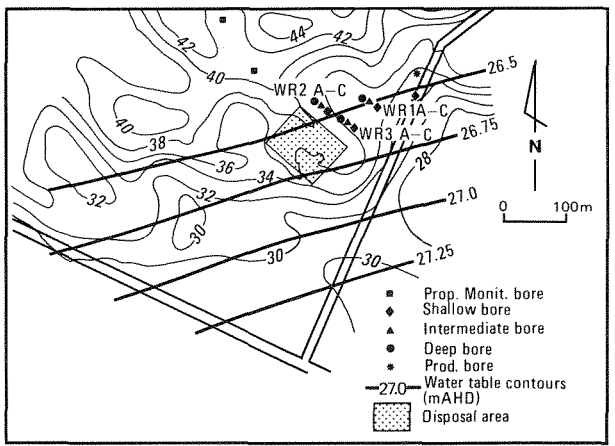 42
44
42
40
26.5
WR2 A-C
WR1A-C
40
WR3 A-C
26.75
38
36
28
34
N
32
32
27.0
0 100m
30
30
30
27.25
Prop. Monit. bore
Shallow bore
Intermediate bore
Deep bore
Prod. bore
27.0 Water table contours
(mAHD)
Disposal area